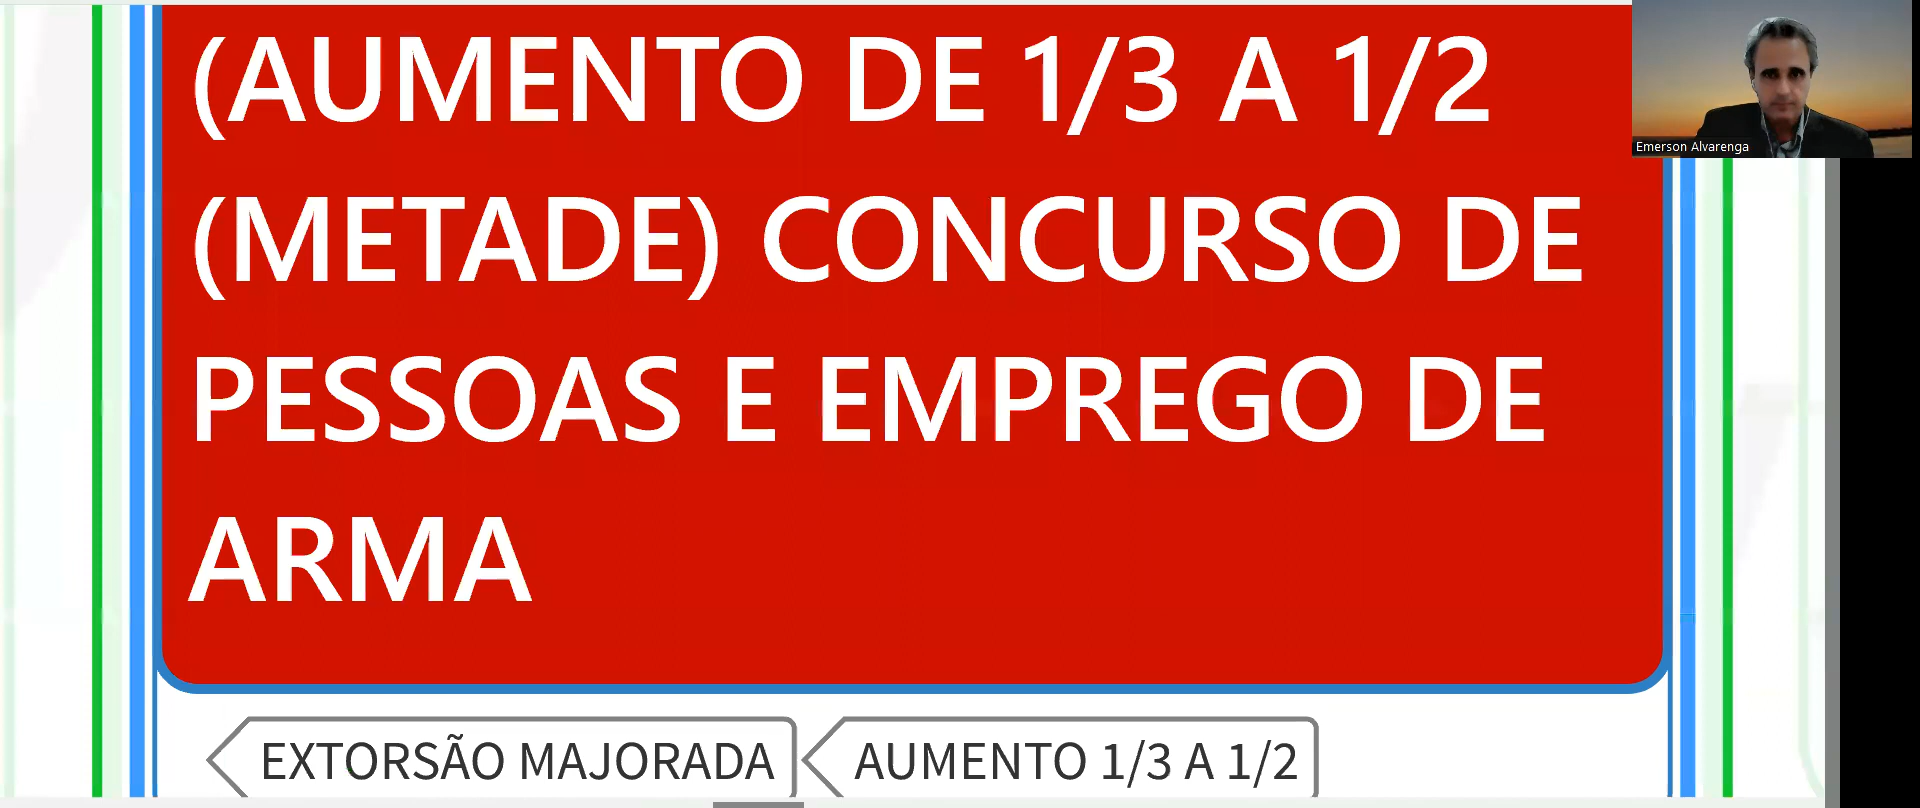 (AUMENTO DE 1/3 A 1/2
(METADE) CONCURSO DE
PESSOAS E EMPREGO DE
ARMA
EXTORSÃO MAJORADA
AUMENTO 1/3 A 1/2
Emerson Alvarenga